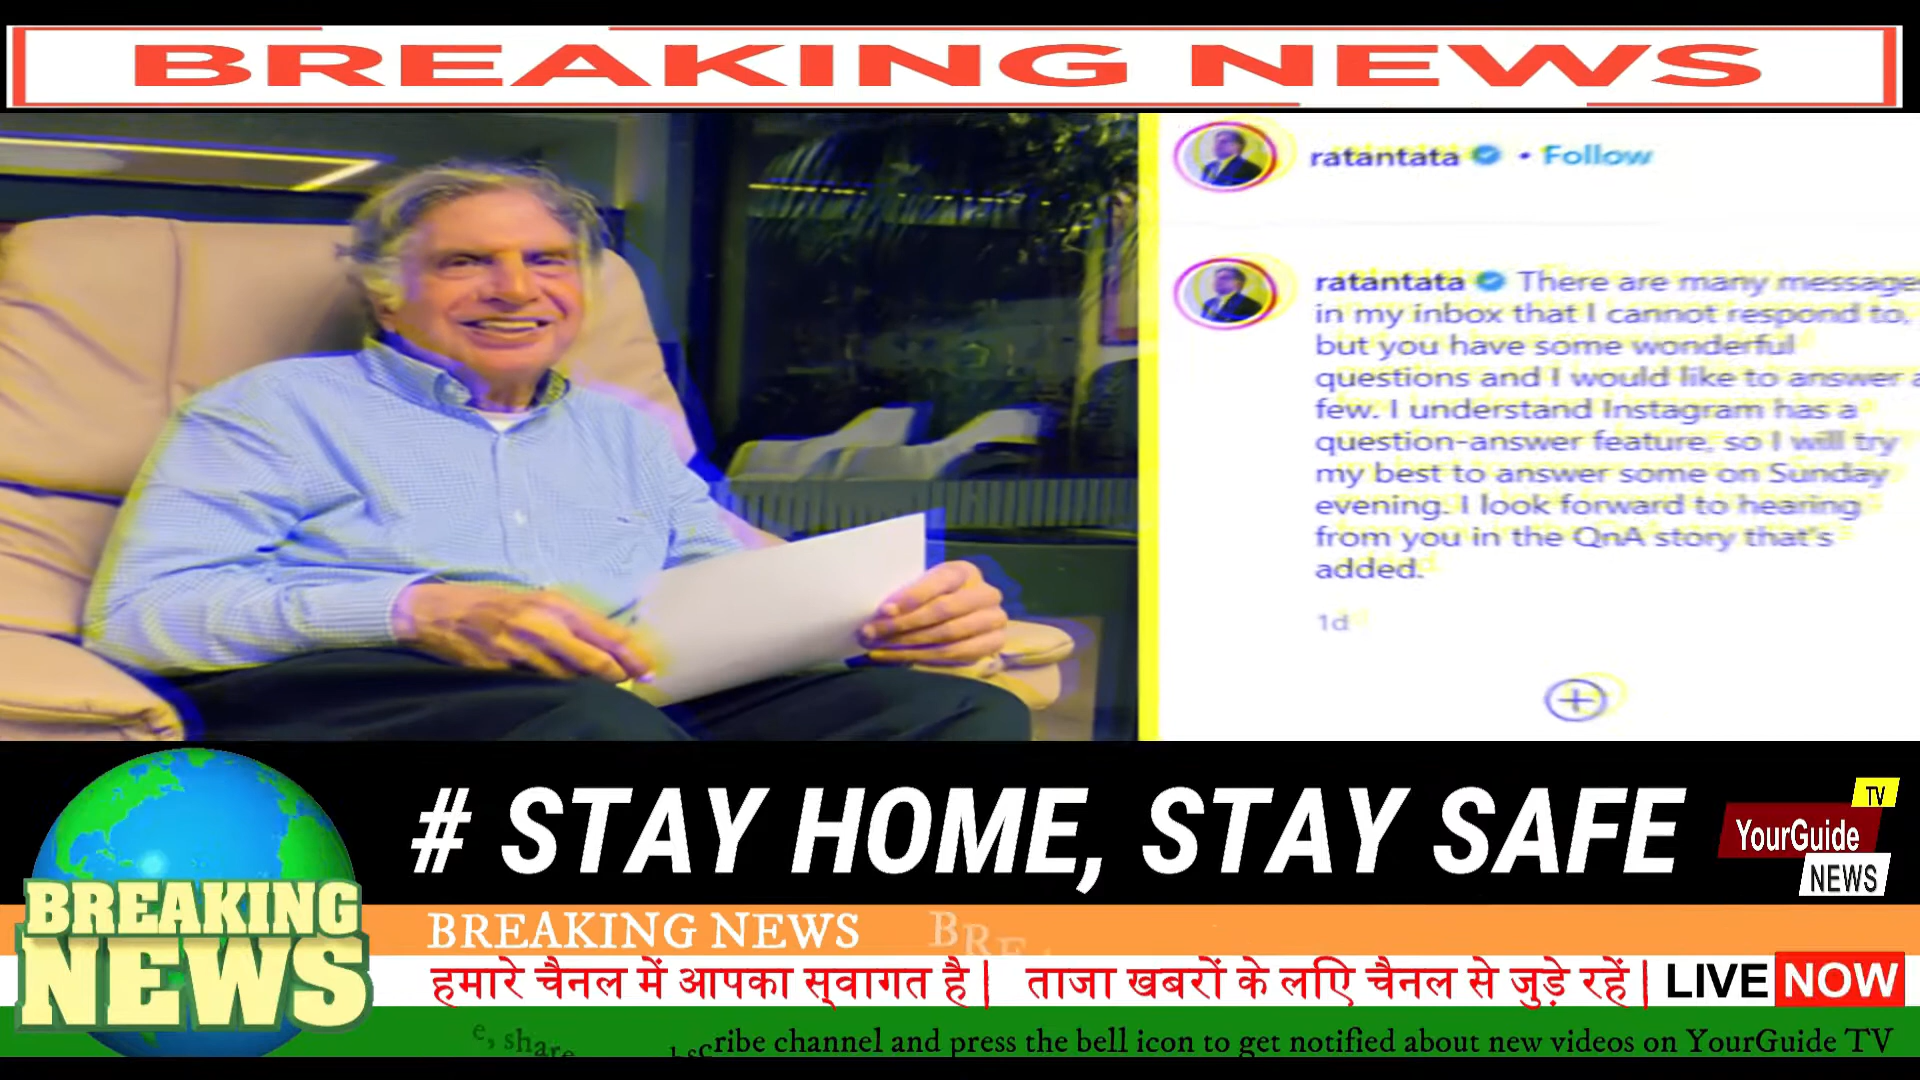 BREAKING NEWS
ratantata • Follow
ratantata There are many message
in my inbox that I cannot respond to,
but you have some wonderful
questions and I would like to answer a
few. I understand Instagram has a
question-answer feature, so I will try
my best to answer some on Sunday
evening. I look forward to hearing
from you in the QnA story that's
added.
1d
# STAY HOME, STAY SAFE
TV
YourGuide
NEWS
BREAKING
NEWS
BREAKING NEWS BRE
हमारे चैनल में आपका स्वागत है| ताजा खबरों के लिए चैनल से जुड़े रहें|
LIVE NOW
e, share scribe channel and press the bell icon to get notified about new videos on YourGuide TV